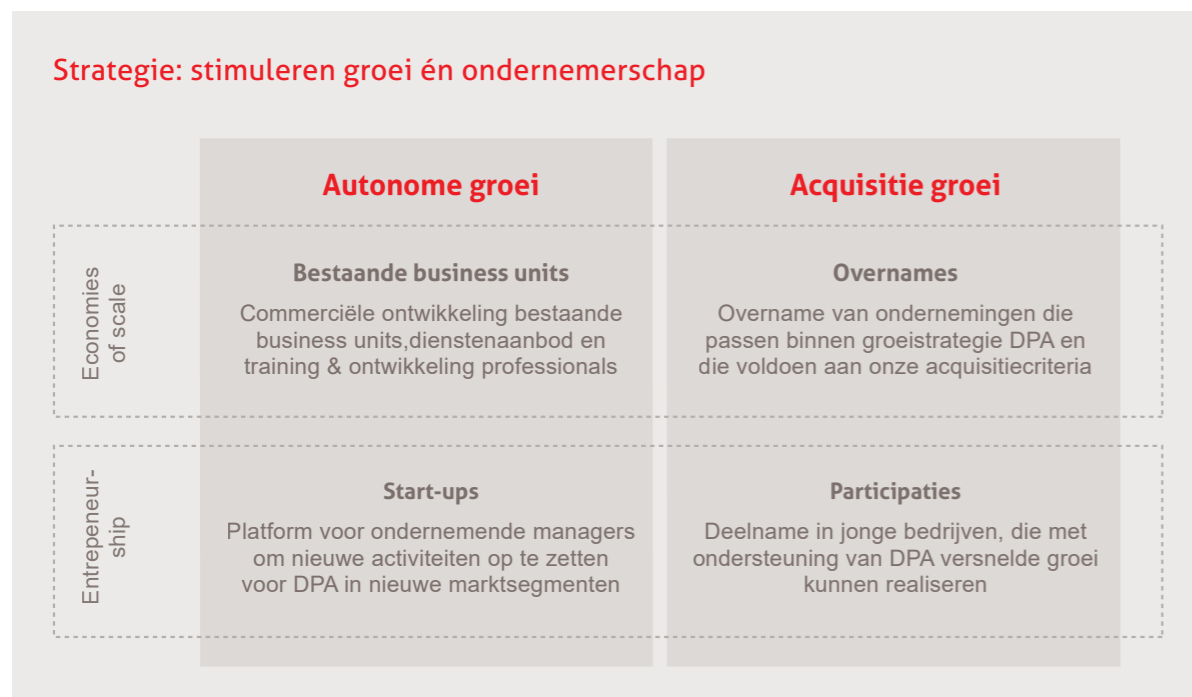 Strategie: stimuleren groei én ondernemerschap
Autonome groei
Acquisitie groei
Economies
of scale
Bestaande business units
Commerciële ontwikkeling bestaande
business units,dienstenaanbod en
training & ontwikkeling professionals
Overnames
Overname van ondernemingen die
passen binnen groeistrategie DPA en
die voldoen aan onze acquisitiecriteria
Entrepeneur-
ship
Start-ups
Platform voor ondernemende managers
om nieuwe activiteiten op te zetten
voor DPA in nieuwe marktsegmenten
Participaties
Deelname in jonge bedrijven, die met
ondersteuning van DPA versnelde groei
kunnen realiseren